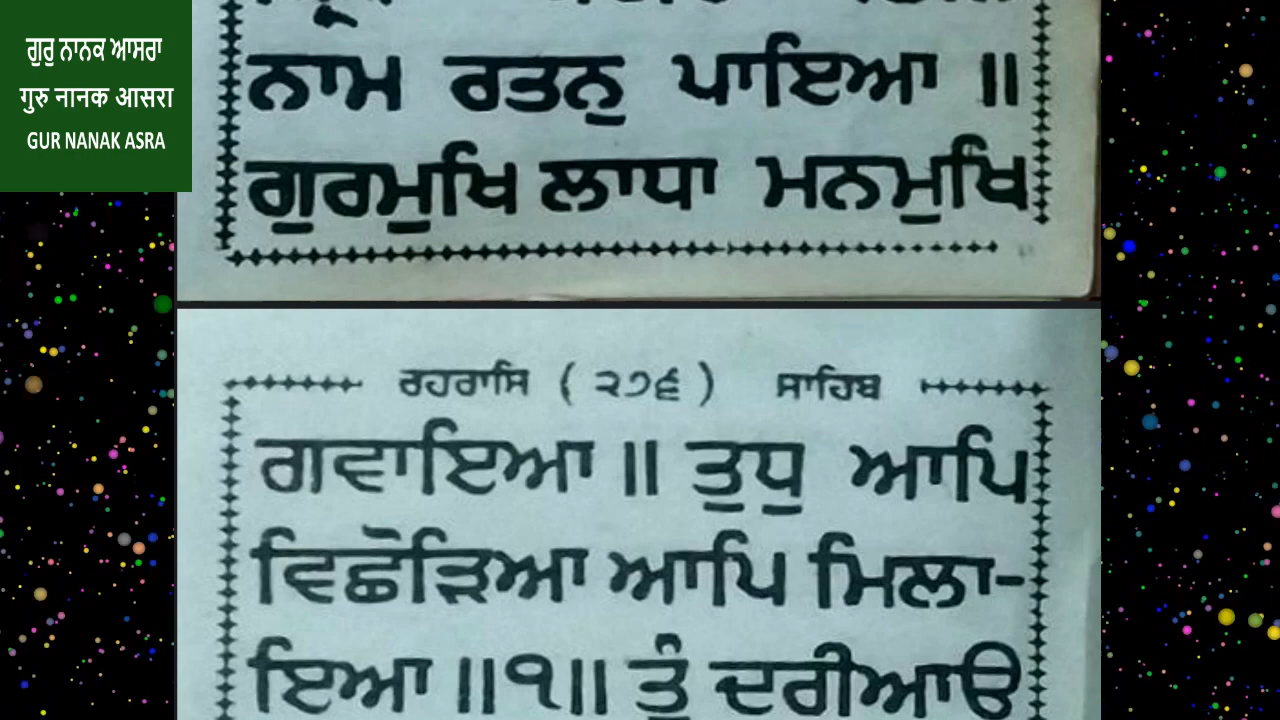 ਗੁਰੁ ਨਾਨਕ ਆਸਰਾ
गुरु नानक आसरा
GUR NANAK ASRA
ਨਾਮ ਰਤਨੁ ਪਾਇਆ ॥
ਗੁਰਮੁਖਿ ਲਾਧਾ ਮਨਮੁਖਿ
ਰਹਰਾਸਿ ( ੨੭੬ ) ਸਾਹਿਬ
ਗਵਾਇਆ ॥ ਤੁਧੁ ਆਪਿ
ਵਿਛੋੜਿਆ ਆਪਿ ਮਿਲਾ-
ਇਆ ॥੧॥ ਤੂੰ ਦਰੀਆਉ